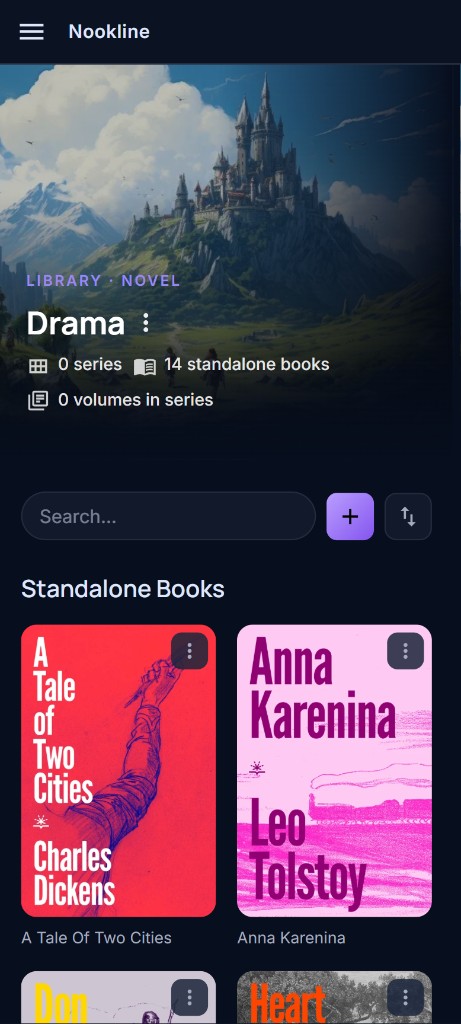 Nookline
LIBRARY · NOVEL
Drama
0 series
14 standalone books
0 volumes in series
Search...
Standalone Books
A
Tale
of
Two
Cities
Charles
Dickens
Anna
Karenina
Leo
Tolstoy
A Tale Of Two Cities
Anna Karenina
Don
Heart